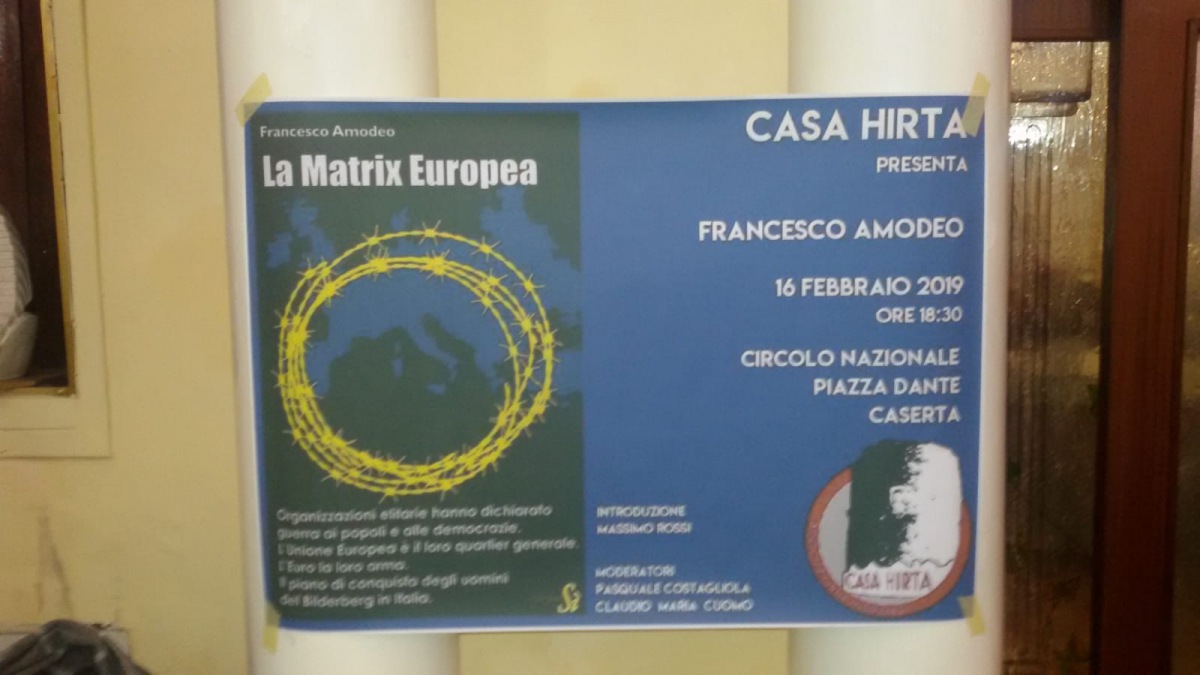 Francesco Amodeo
La Matrix Europea
Organizzazioni elitarie hanno dichiarato
guerra ai popoli e alle democrazie.
L'Unione Europea è il loro quartier generale.
L'Euro la loro arma.
Il piano di conquista degli uomini
del Bilderberg in Italia.
CASA HIRTA
PRESENTA
FRANCESCO AMODEO
16 FEBBRAIO 2019
ORE 18:30
CIRCOLO NAZIONALE
PIAZZA DANTE
CASERTA
INTRODUZIONE
MASSIMO ROSSI
MODERATORI
PASQUALE COSTAGLIOLA
CLAUDIO MARIA CUOMO
CASA HIRTA